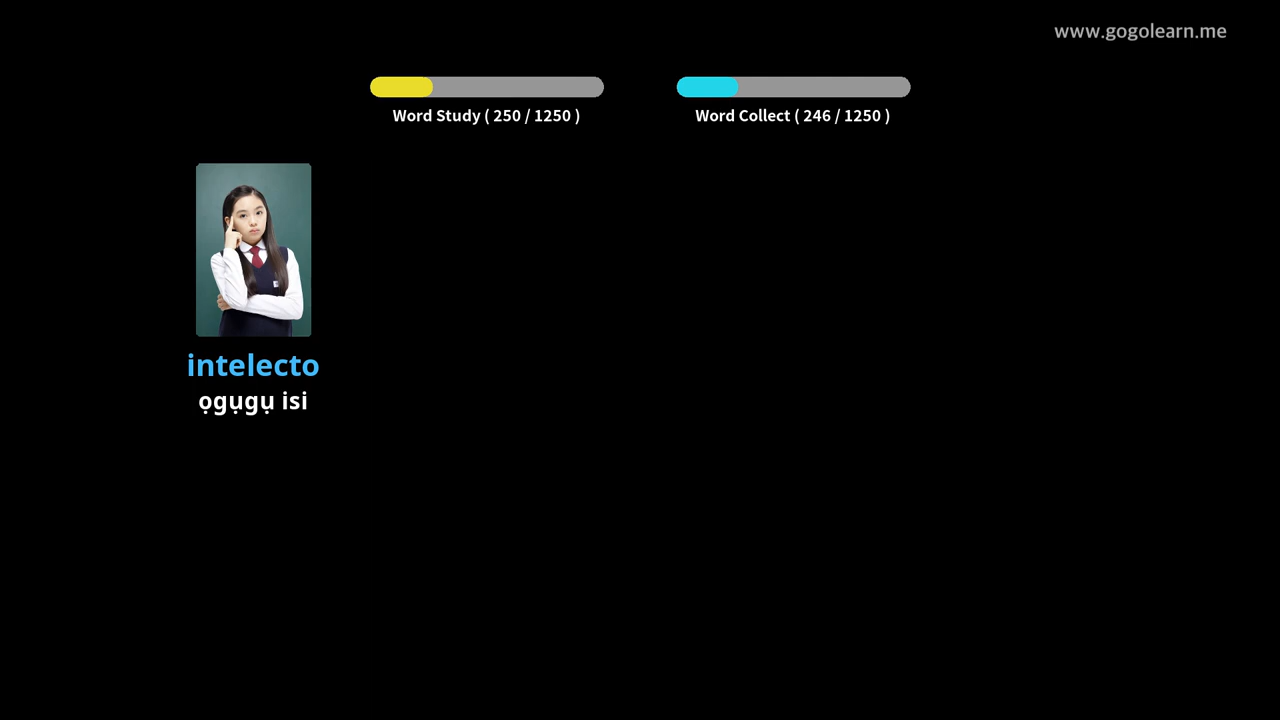 www.gogolearn.me
Word Study ( 250 / 1250 )
Word Collect ( 246 / 1250 )
intelecto
ọgụgụ isi